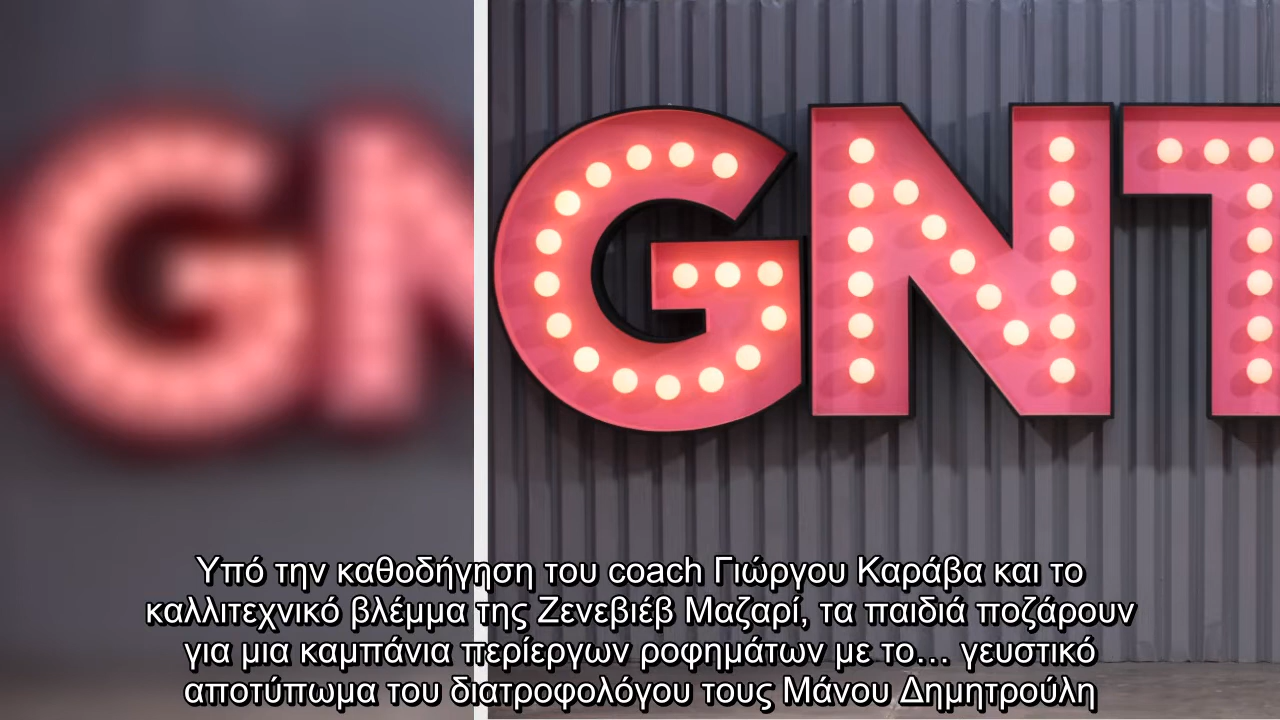 GN
GNT
Υπό την καθοδήγηση του coach Γιώργου Καράβα και το
καλλιτεχνικό βλέμμα της Ζενεβιέβ Μαζαρί, τα παιδιά ποζάρουν
για μια καμπάνια περίεργων ροφημάτων με το… γευστικό
αποτύπωμα του διατροφολόγου τους Μάνου Δημητρούλη